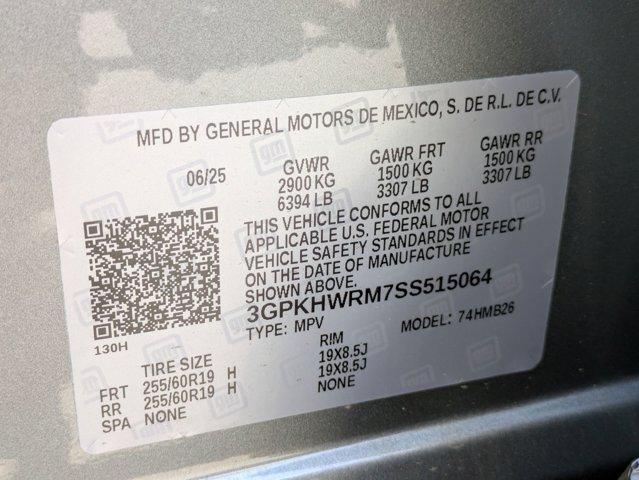 MFD BY GENERAL MOTORS DE MEXICO, S. DE R.L. DE C.V.
06/25 GVWR GAWR FRT GAWR RR
2900 KG 1500 KG 1500 KG
6394 LB 3307 LB 3307 LB
THIS VEHICLE CONFORMS TO ALL
APPLICABLE U.S. FEDERAL MOTOR
VEHICLE SAFETY STANDARDS IN EFFECT
ON THE DATE OF MANUFACTURE
SHOWN ABOVE.
3GPKHWRM7SS515064
TYPE: MPV MODEL: 74HMB26
130H
TIRE SIZE RIM
FRT 255/60R19 H 19X8.5J
RR 255/60R19 H 19X8.5J
SPA NONE NONE